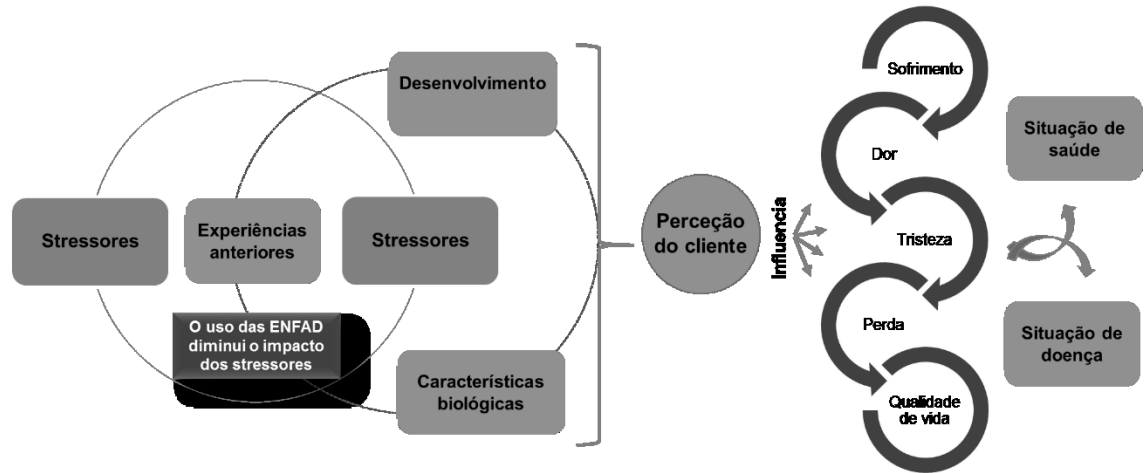 Desenvolvimento
Stressores
Experiências
anteriores
Stressores
O uso das ENFAD
diminui o impacto
dos stressores
Características
biológicas
Perceção
do cliente
Influencia
Sofrimento
Dor
Tristeza
Perda
Qualidade
de vida
Situação de
saúde
Situação de
doença